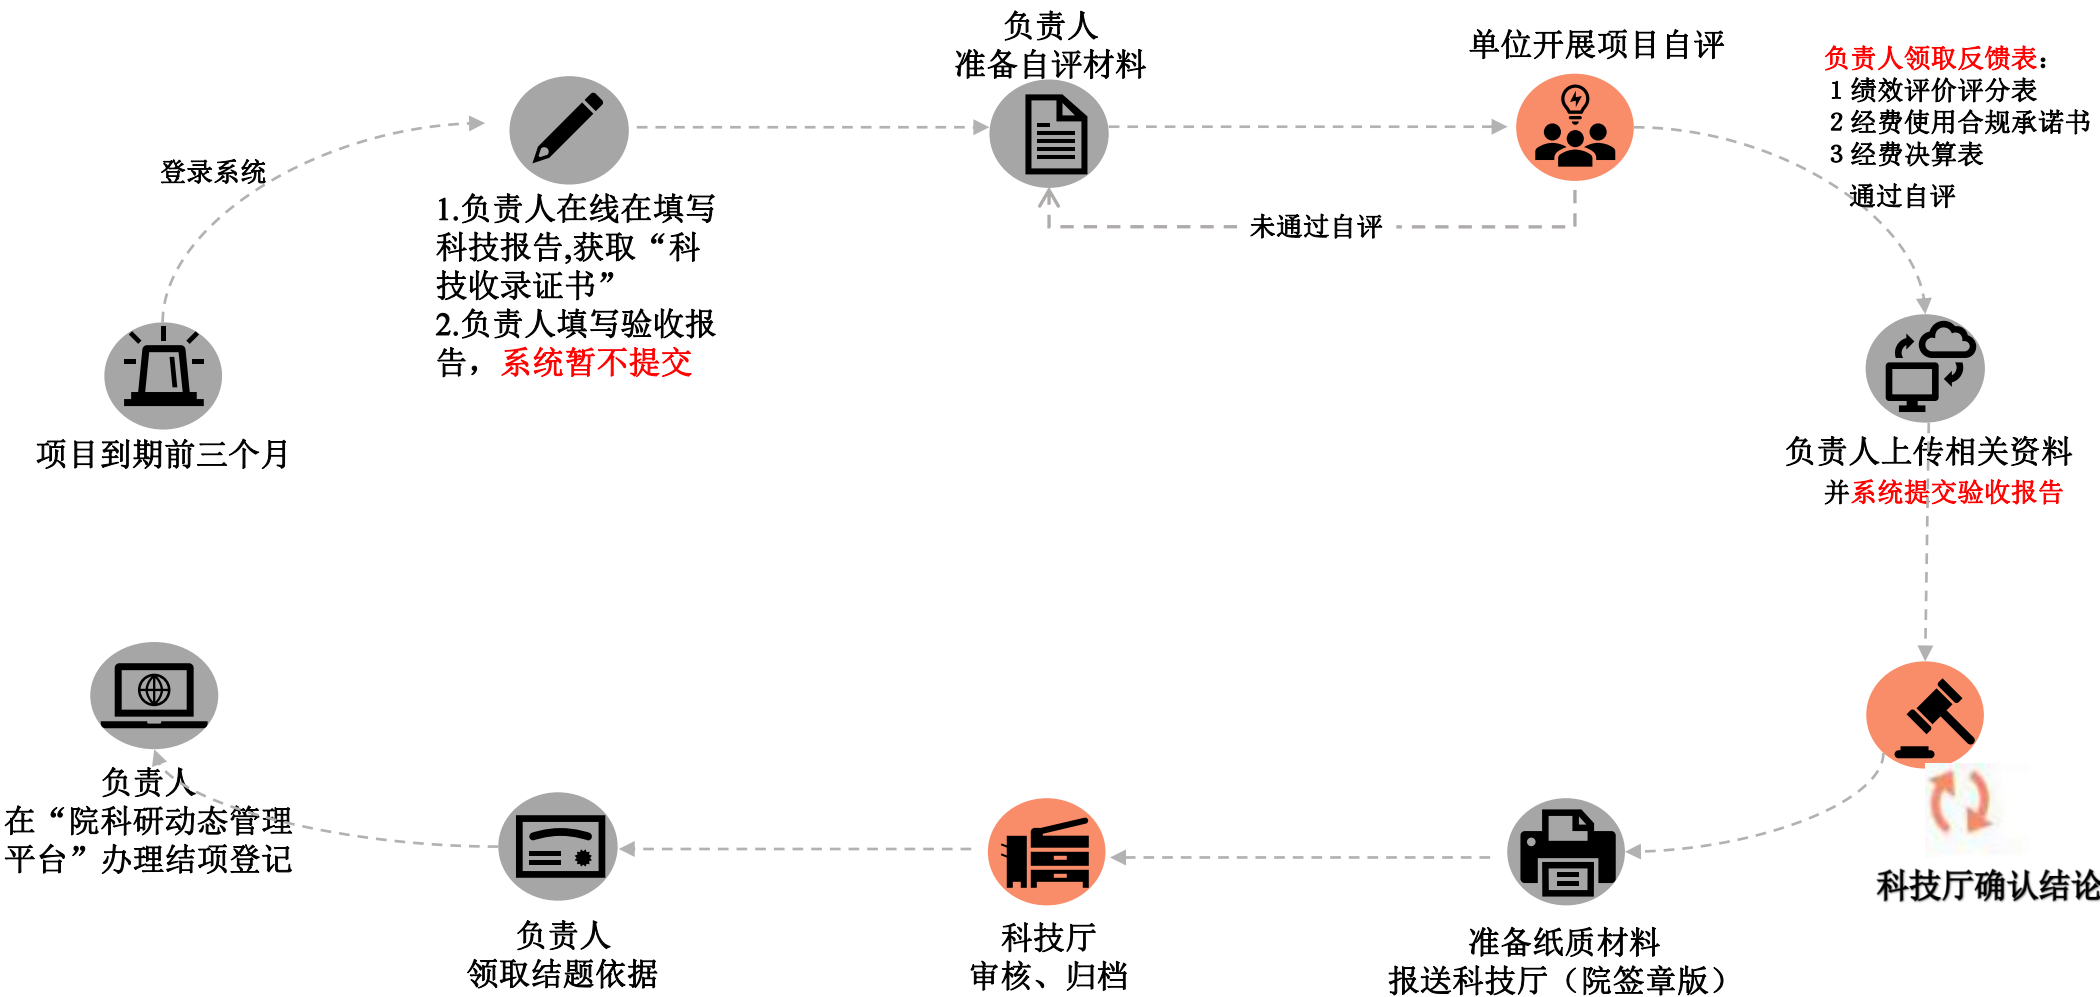 项目到期前三个月
登录系统
1.负责人在线在填写
科技报告,获取“科
技收录证书”
2.负责人填写验收报
告，系统暂不提交
负责人
准备自评材料
单位开展项目自评
未通过自评
负责人领取反馈表：
1 绩效评价评分表
2 经费使用合规承诺书
3 经费决算表
通过自评
负责人上传相关资料
并系统提交验收报告
科技厅确认结论
准备纸质材料
报送科技厅（院签章版）
科技厅
审核、归档
负责人
领取结题依据
负责人
在“院科研动态管理
平台”办理结项登记